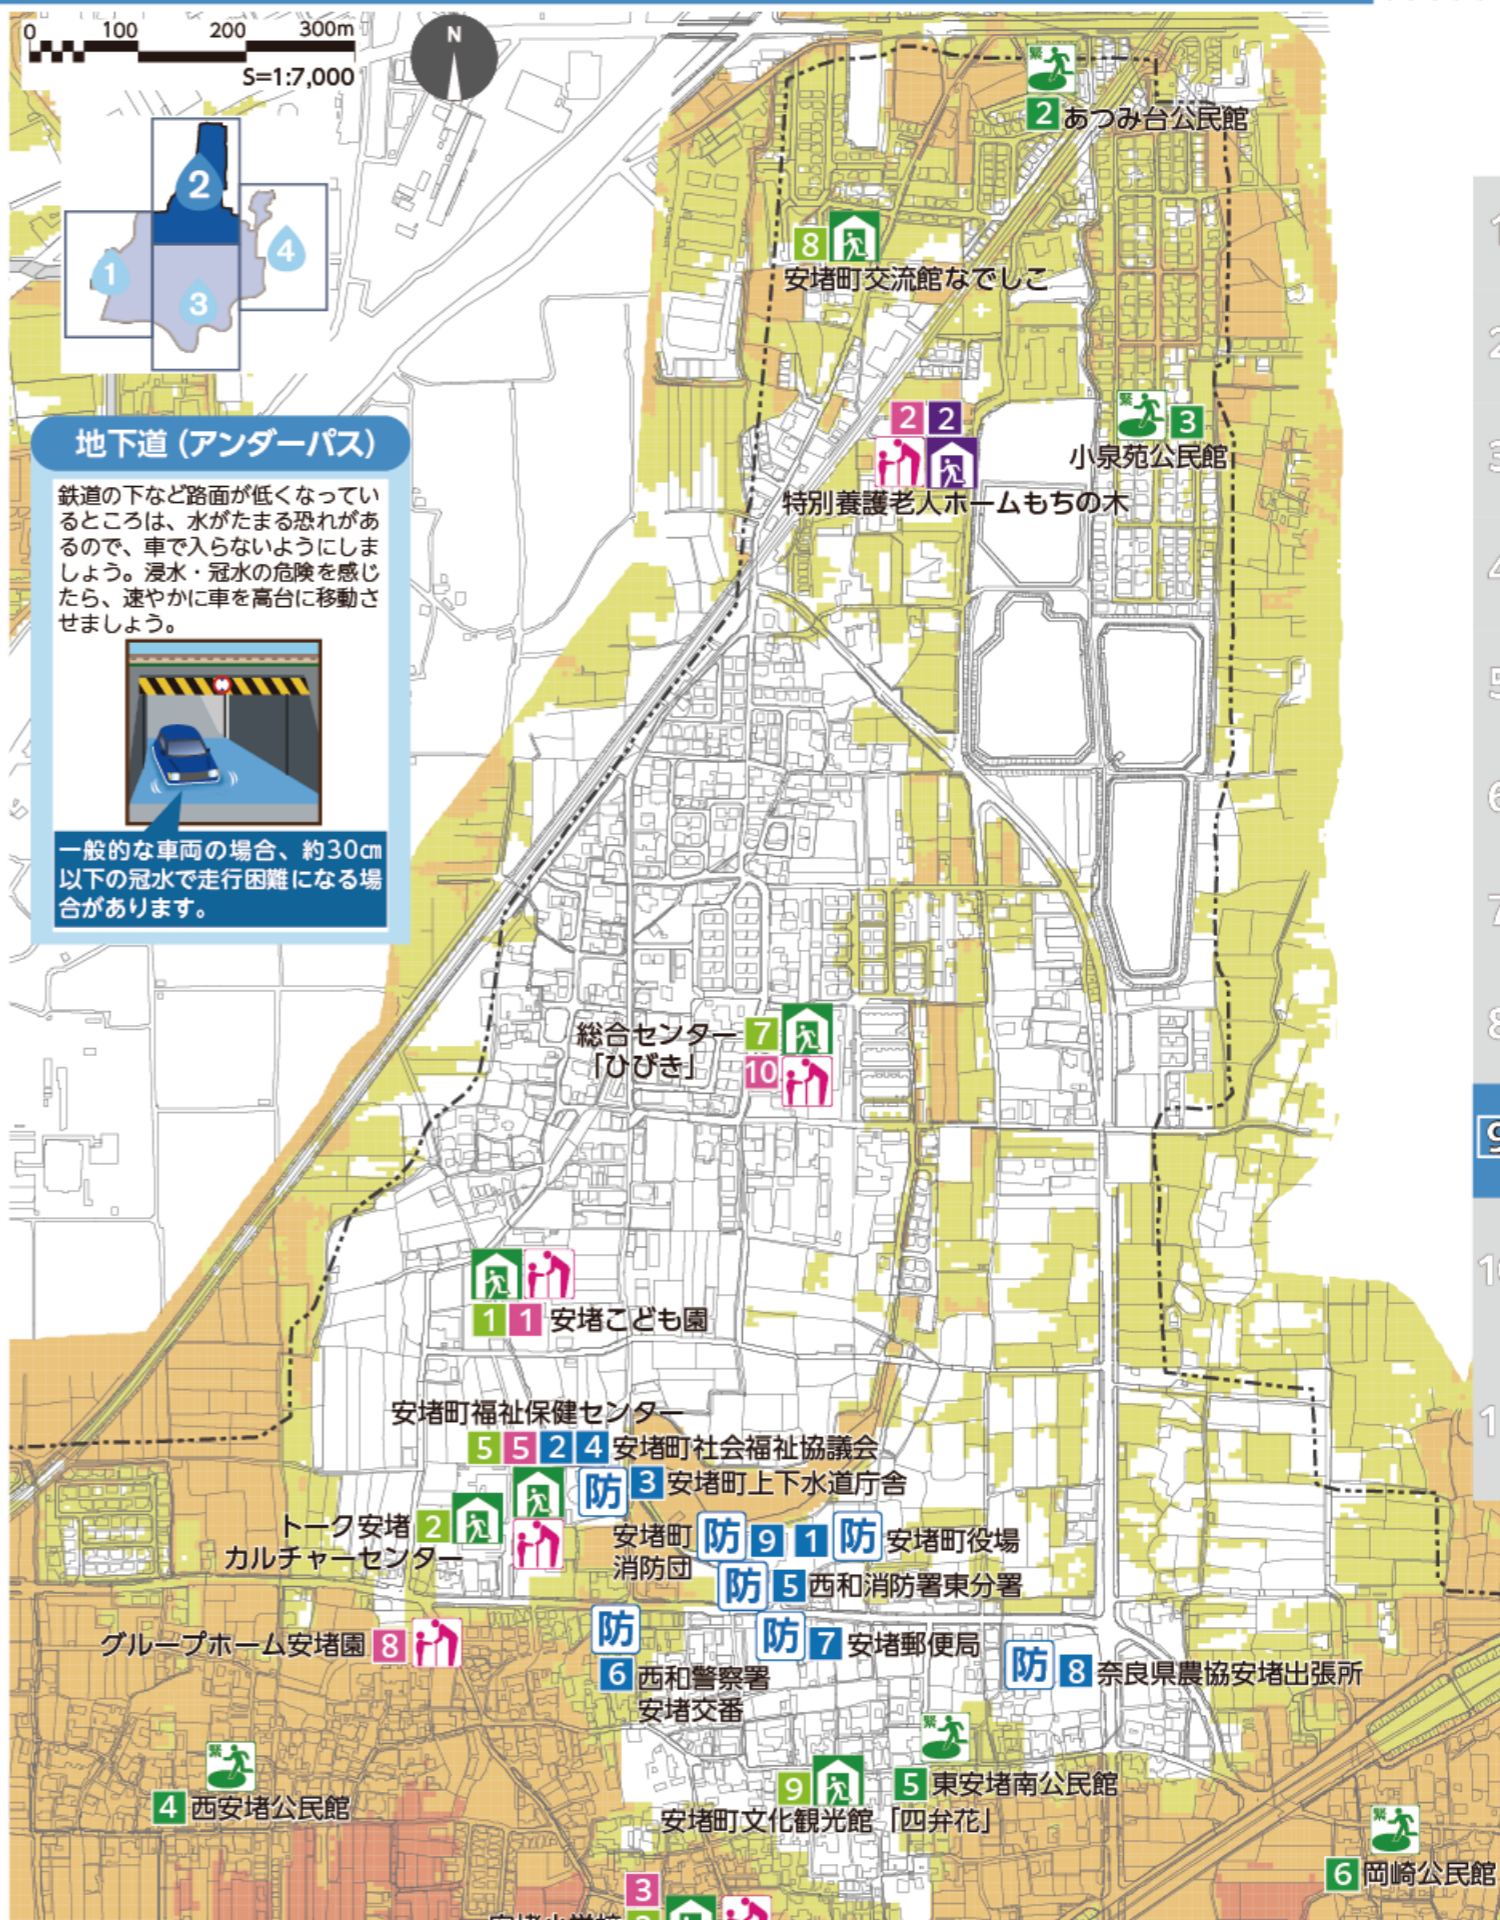 0 100 200 300m
S=1:7,000
N
緊
2 あつみ台公民館
2
4
1
3
8
安堵町交流館なでしこ
地下道（アンダーパス）
鉄道の下など路面が低くなってい
るところは、水がたまる恐れがあ
るので、車で入らないようにしま
しょう。浸水・冠水の危険を感じ
たら、速やかに車を高台に移動さ
せましょう。
一般的な車両の場合、約30㎝
以下の冠水で走行困難になる場
合があります。
2 2
特別養護老人ホームもちの木
緊 3
小泉苑公民館
総合センター 7
「ひびき」 10
1 1 安堵こども園
安堵町福祉保健センター
5 5 2 4 安堵町社会福祉協議会
防 3 安堵町上下水道庁舎
トーク安堵 2
カルチャーセンター
安堵町 防 9 1 防 安堵町役場
消防団
防 5 西和消防署東分署
グループホーム安堵園 8
防
6 西和警察署
安堵交番
防 7 安堵郵便局
防 8 奈良県農協安堵出張所
緊
4 西安堵公民館
緊
5 東安堵南公民館
9
安堵町文化観光館「四弁花」
緊
6 岡崎公民館
3
9